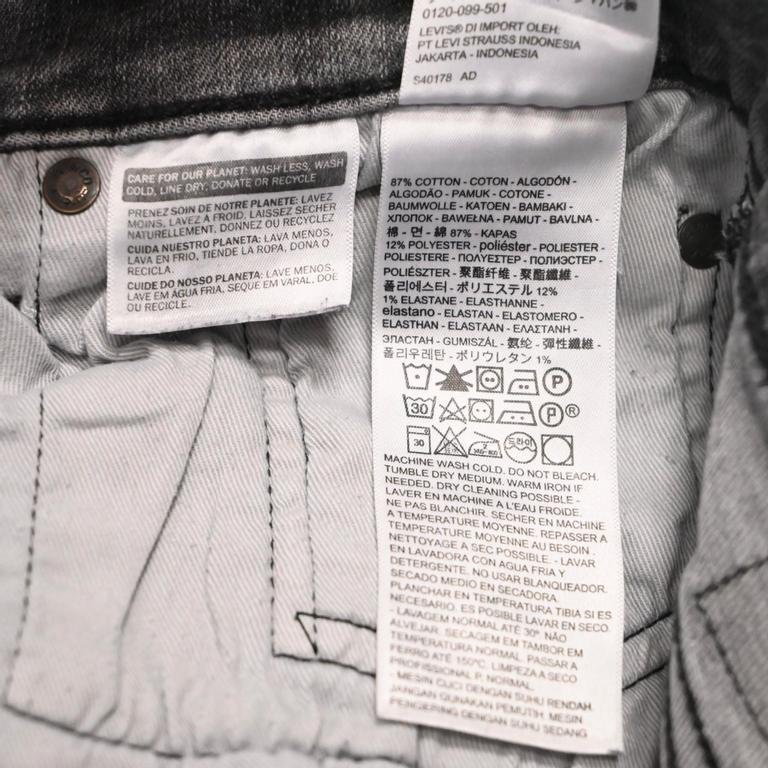 0120-099-501
LEVI'S® DI IMPORT OLEH:
PT LEVI STRAUSS INDONESIA
JAKARTA - INDONESIA
S40178 AD
CARE FOR OUR PLANET: WASH LESS, WASH
COLD, LINE DRY, DONATE OR RECYCLE
PRENEZ SOIN DE NOTRE PLANETE: LAVEZ
MOINS, LAVEZ A FROID, LAISSEZ SECHER
NATURELLEMENT, DONNEZ OU RECYCLEZ
CUIDA NUESTRO PLANETA: LAVA MENOS,
LAVA EN FRIO, TIENDE LA ROPA, DONA O
RECICLA.
CUIDE DO NOSSO PLANETA: LAVE MENOS,
LAVE EM ÁGUA FRIA, SEQUE EM VARAL, DOE
OU RECICLE.
87% COTTON - COTON - ALGODÓN -
ALGODÃO - PAMUK - COTONE -
BAUMWOLLE - KATOEN - BAMBAKI -
ХЛОПОК - BAWEŁNA - PAMUT - BAVLNA -
棉 - 면 - 綿 87% - KAPAS
12% POLYESTER - poliéster - POLIESTER -
POLIESTERE - ΠΟΛΥΕΣΤΕΡ - ПОЛИЭСТЕР -
POLIÉSZTER - 聚酯纤维 - 聚酯纖維 -
폴리에스터 - ポリエステル 12%
1% ELASTANE - ELASTHANNE -
elastano - ELASTAN - ELASTOMERO -
ELASTHAN - ELASTAAN - ΕΛΑΣΤΑΝΗ -
ЭЛАСТАН - GUMISZÁL - 氨纶 - 彈性纖維 -
폴리우레탄 - ポリウレタン 1%
P
30 P®
30 2 드라이
MACHINE WASH COLD. DO NOT BLEACH.
TUMBLE DRY MEDIUM. WARM IRON IF
NEEDED. DRY CLEANING POSSIBLE -
LAVER EN MACHINE A L'EAU FROIDE.
NE PAS BLANCHIR. SECHER EN MACHINE
A TEMPERATURE MOYENNE. REPASSER A
TEMPERATURE MOYENNE AU BESOIN.
NETTOYAGE A SEC POSSIBLE. - LAVAR
EN LAVADORA CON AGUA FRIA Y
DETERGENTE. NO USAR BLANQUEADOR.
SECADO MEDIO EN SECADORA.
PLANCHAR EN TEMPERATURA TIBIA SI ES
NECESARIO. ES POSIBLE LAVAR EN SECO.
- LAVAGEM NORMAL ATÉ 30º. NÃO
ALVEJAR. SECAGEM EM TAMBOR EM
TEMPERATURA NORMAL. PASSAR A
FERRO ATÉ 150ºC. LIMPEZA A SECO
PROFISSIONAL P. NORMAL.
- MESIN CUCI DENGAN SUHU RENDAH.
JANGAN GUNAKAN PEMUTIH. MESIN
PENGERING DENGAN SUHU SEDANG